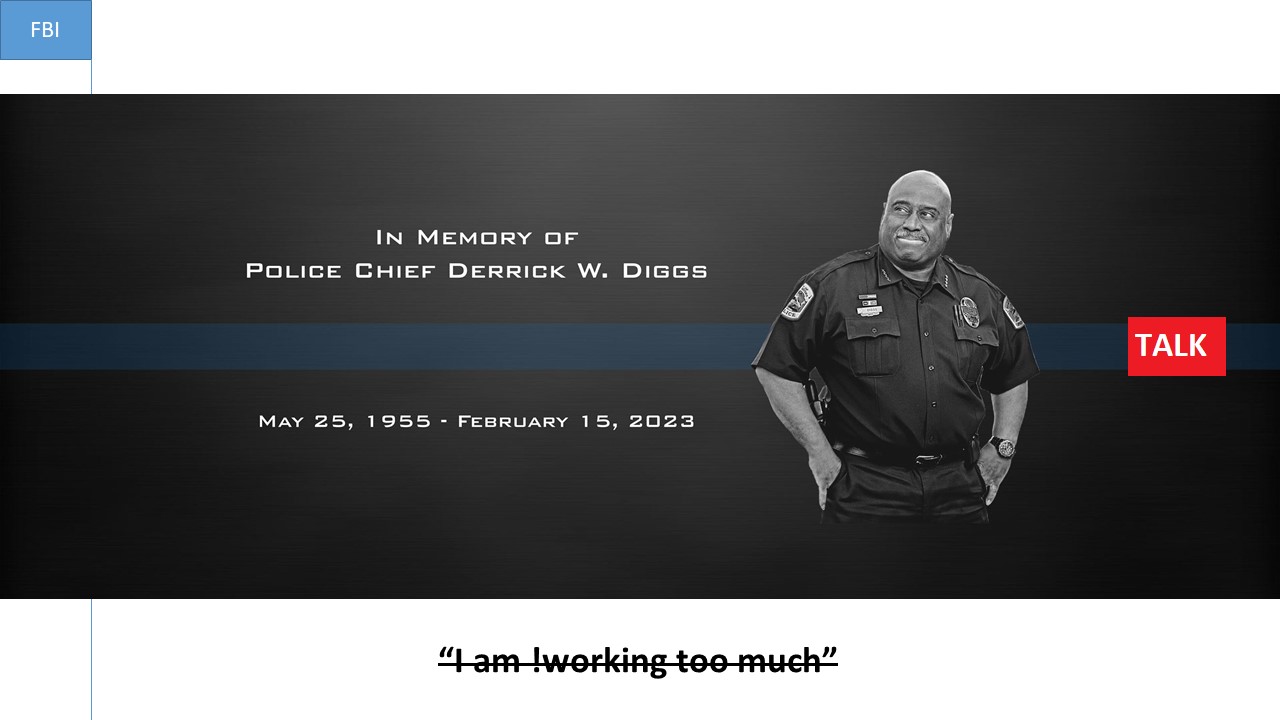 FBI
In Memory of
Police Chief Derrick W. Diggs
TALK
May 25, 1955 - February 15, 2023
“I am !working too much”